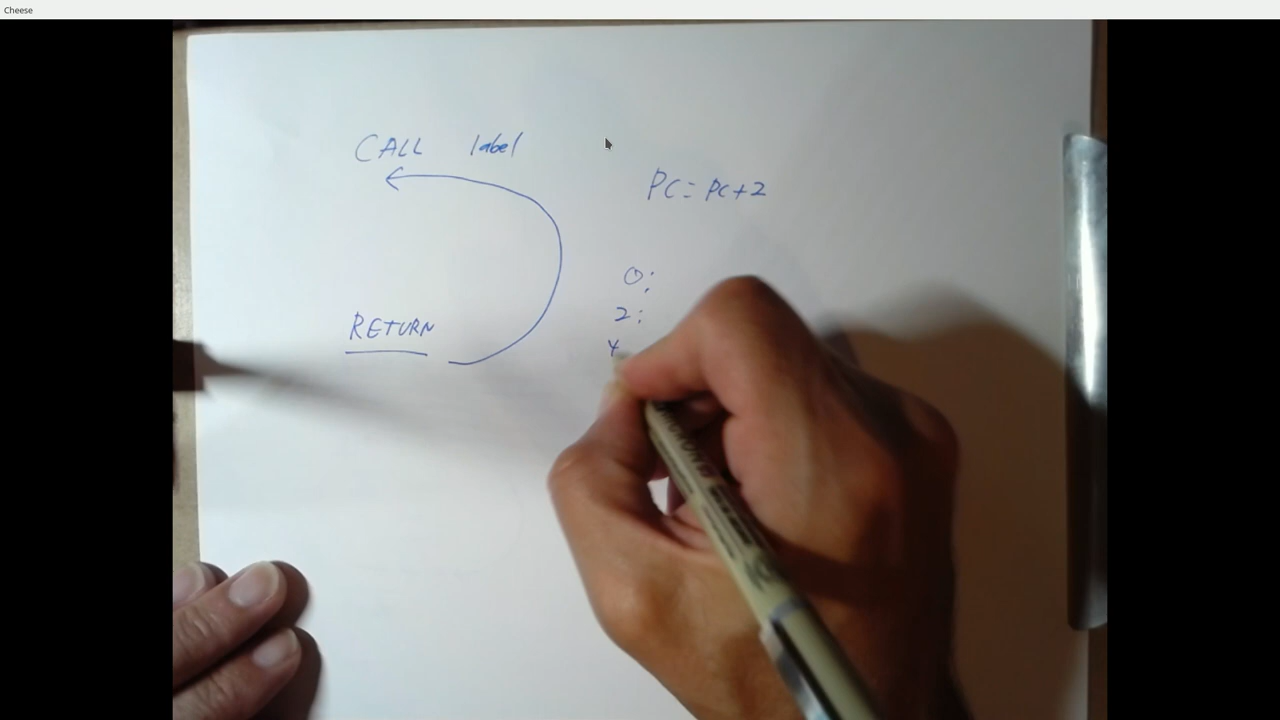 Cheese
CALL label
PC = PC+2
0:
2:
RETURN
4